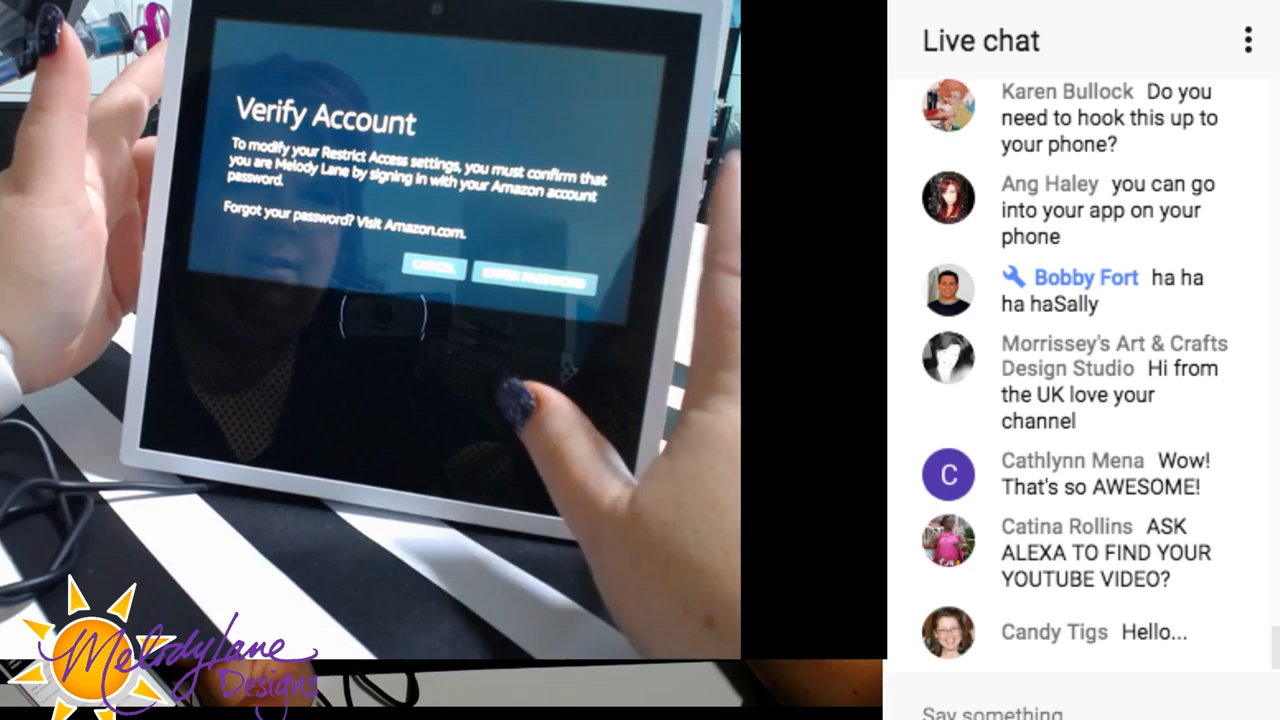 Verify Account
To modify your Restrict Access settings, you must confirm that
you are Melody Lane by signing in with your Amazon account
password.
Forgot your password? Visit Amazon.com.
CANCEL
ENTER PASSWORD
MelodyLane
Designs
Live chat
Karen Bullock Do you
need to hook this up to
your phone?
Ang Haley you can go
into your app on your
phone
Bobby Fort ha ha
ha haSally
Morrissey's Art & Crafts
Design Studio Hi from
the UK love your
channel
C
Cathlynn Mena Wow!
That's so AWESOME!
Catina Rollins ASK
ALEXA TO FIND YOUR
YOUTUBE VIDEO?
Candy Tigs Hello...
Say something